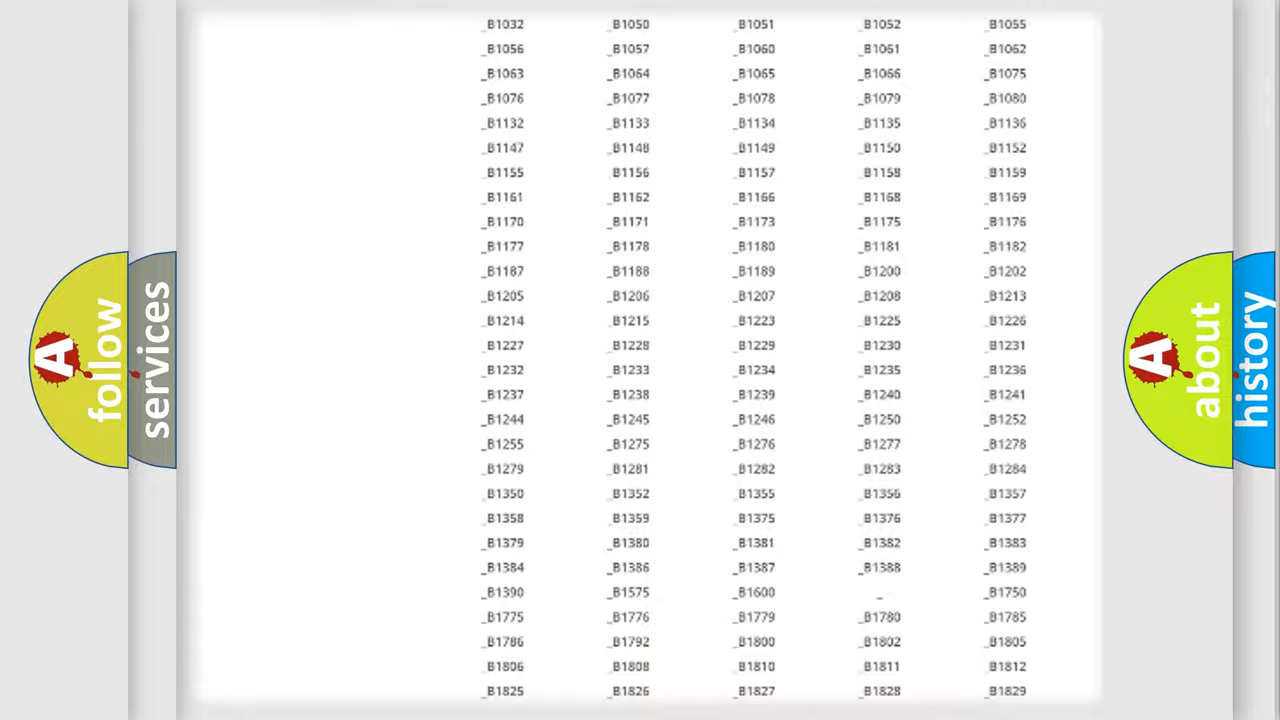 _B1032 _B1050 _B1051 _B1052 _B1055
_B1056 _B1057 _B1060 _B1061 _B1062
_B1063 _B1064 _B1065 _B1066 _B1075
_B1076 _B1077 _B1078 _B1079 _B1080
_B1132 _B1133 _B1134 _B1135 _B1136
_B1147 _B1148 _B1149 _B1150 _B1152
_B1155 _B1156 _B1157 _B1158 _B1159
_B1161 _B1162 _B1166 _B1168 _B1169
_B1170 _B1171 _B1173 _B1175 _B1176
_B1177 _B1178 _B1180 _B1181 _B1182
_B1187 _B1188 _B1189 _B1200 _B1202
_B1205 _B1206 _B1207 _B1208 _B1213
_B1214 _B1215 _B1223 _B1225 _B1226
_B1227 _B1228 _B1229 _B1230 _B1231
_B1232 _B1233 _B1234 _B1235 _B1236
_B1237 _B1238 _B1239 _B1240 _B1241
_B1244 _B1245 _B1246 _B1250 _B1252
_B1255 _B1275 _B1276 _B1277 _B1278
_B1279 _B1281 _B1282 _B1283 _B1284
_B1350 _B1352 _B1355 _B1356 _B1357
_B1358 _B1359 _B1375 _B1376 _B1377
_B1379 _B1380 _B1381 _B1382 _B1383
_B1384 _B1386 _B1387 _B1388 _B1389
_B1390 _B1575 _B1600 _ _B1750
_B1775 _B1776 _B1779 _B1780 _B1785
_B1786 _B1792 _B1800 _B1802 _B1805
_B1806 _B1808 _B1810 _B1811 _B1812
_B1825 _B1826 _B1827 _B1828 _B1829
A follow
services
A about
history